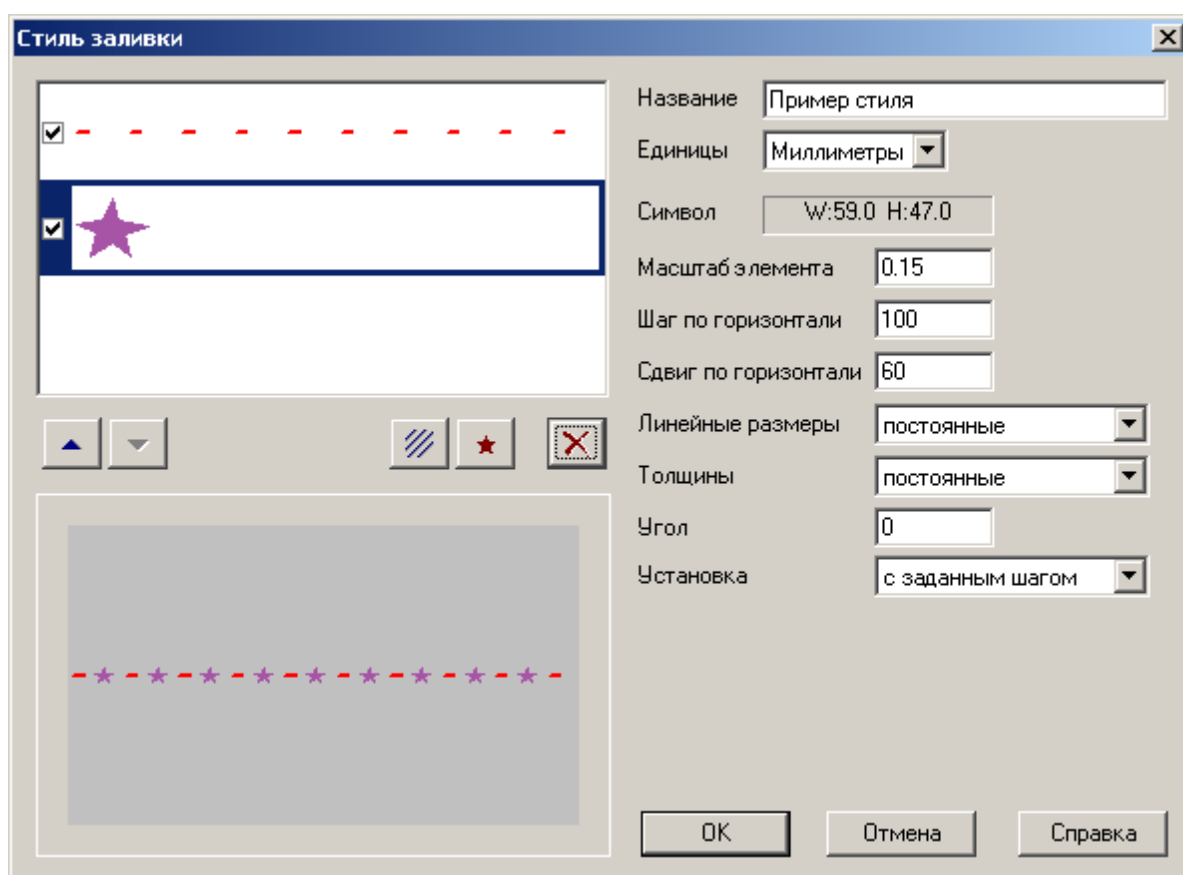 Стиль заливки
Название Пример стиля
Единицы Миллиметры
Символ W:59.0 H:47.0
Масштаб элемента 0.15
Шаг по горизонтали 100
Сдвиг по горизонтали 60
Линейные размеры постоянные
Толщины постоянные
Угол 0
Установка с заданным шагом
OK Отмена Справка